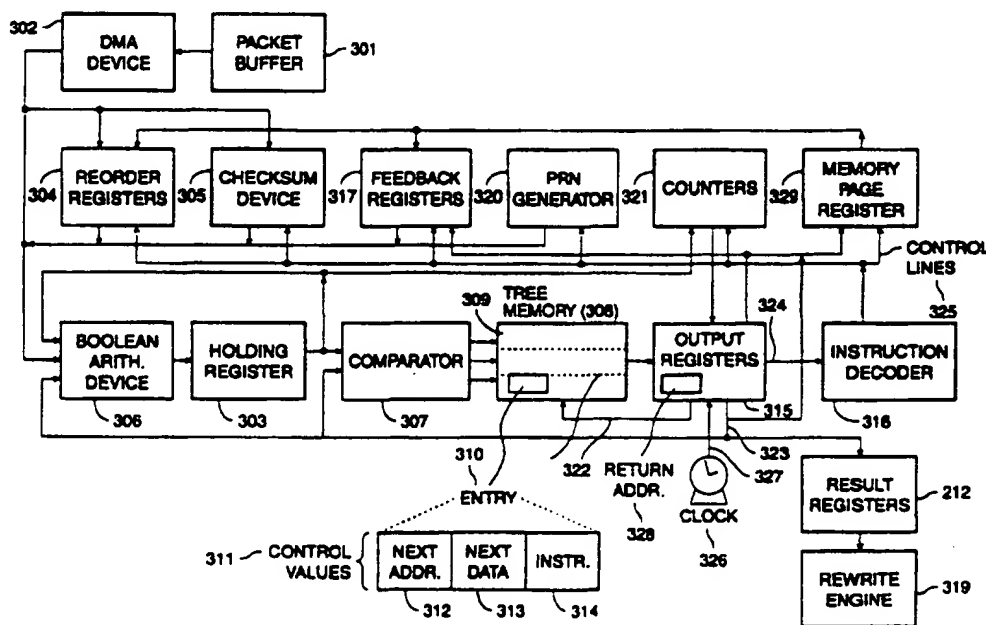 302
DMA
DEVICE
PACKET
BUFFER
301
304
REORDER
REGISTERS
305
CHECKSUM
DEVICE
317
FEEDBACK
REGISTERS
320
PRN
GENERATOR
321
COUNTERS
329
MEMORY
PAGE
REGISTER
CONTROL
LINES
325
BOOLEAN
ARITH.
DEVICE
306
HOLDING
REGISTER
303
COMPARATOR
307
309
TREE
MEMORY (308)
322
OUTPUT
REGISTERS
315
324
INSTRUCTION
DECODER
316
310
ENTRY
322
RETURN
ADDR.
328
327
CLOCK
326
323
RESULT
REGISTERS
212
REWRITE
ENGINE
319
311
CONTROL
VALUES
NEXT
ADDR.
312
NEXT
DATA
313
INSTR.
314